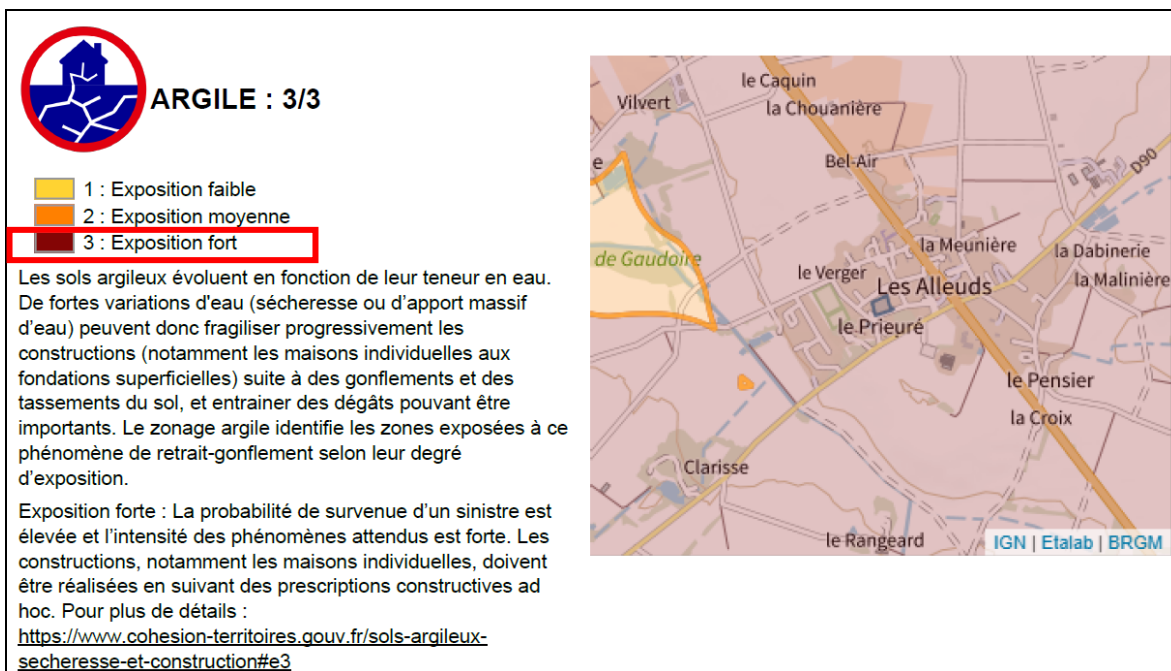 ARGILE : 3/3
1 : Exposition faible
2 : Exposition moyenne
3 : Exposition fort
Les sols argileux évoluent en fonction de leur teneur en eau.
De fortes variations d'eau (sécheresse ou d’apport massif
d’eau) peuvent donc fragiliser progressivement les
constructions (notamment les maisons individuelles aux
fondations superficielles) suite à des gonflements et des
tassements du sol, et entrainer des dégâts pouvant être
importants. Le zonage argile identifie les zones exposées à ce
phénomène de retrait-gonflement selon leur degré
d’exposition.
Exposition forte : La probabilité de survenue d’un sinistre est
élevée et l’intensité des phénomènes attendus est forte. Les
constructions, notamment les maisons individuelles, doivent
être réalisées en suivant des prescriptions constructives ad
hoc. Pour plus de détails :
https://www.cohesion-territoires.gouv.fr/sols-argileux-
secheresse-et-construction#e3
le Caquin
Vilvert
la Chouanière
e
Bel-Air
D90
de Gaudoire
la Meunière
la Dabinerie
le Verger
Les Alleuds
la Malinière
le Prieuré
le Pensier
la Croix
Clarisse
le Rangeard
IGN | Etalab | BRGM